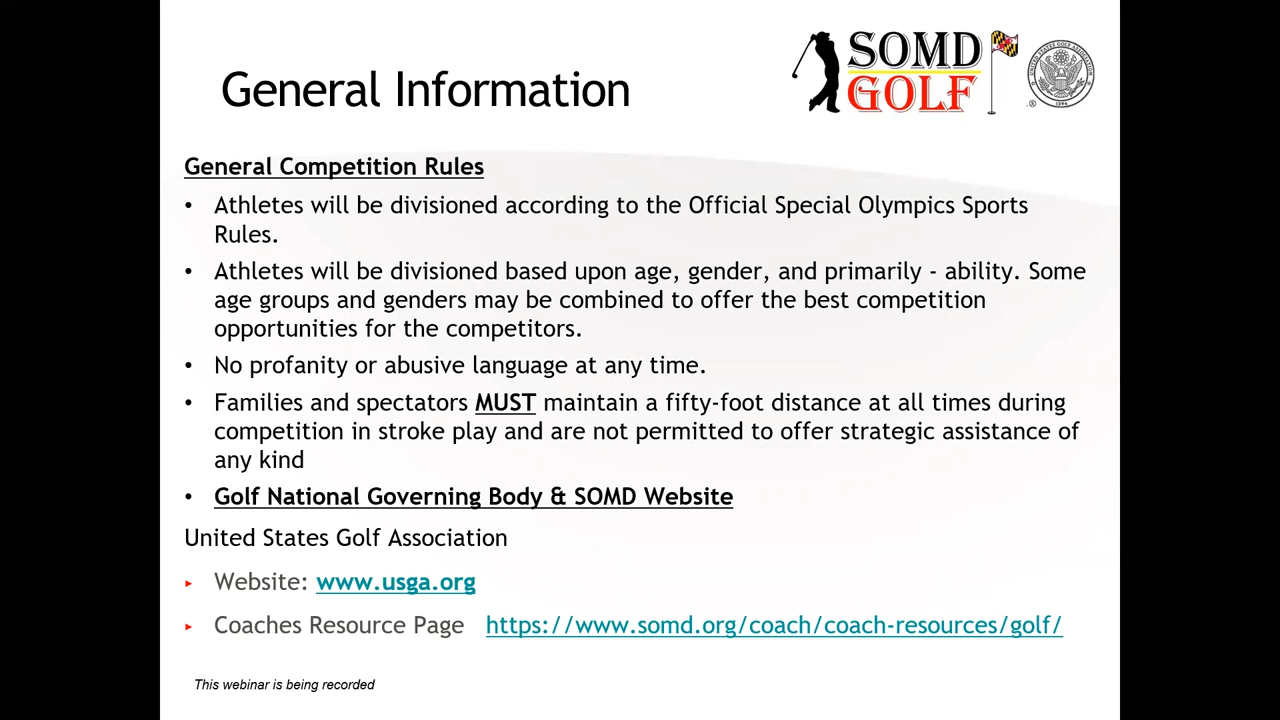 General Information
SOMD
GOLF
UNITED STATES GOLF ASSOCIATION
1894
®
General Competition Rules
• Athletes will be divisioned according to the Official Special Olympics Sports
Rules.
• Athletes will be divisioned based upon age, gender, and primarily - ability. Some
age groups and genders may be combined to offer the best competition
opportunities for the competitors.
• No profanity or abusive language at any time.
• Families and spectators MUST maintain a fifty-foot distance at all times during
competition in stroke play and are not permitted to offer strategic assistance of
any kind
• Golf National Governing Body & SOMD Website
United States Golf Association
▸ Website: www.usga.org
▸ Coaches Resource Page https://www.somd.org/coach/coach-resources/golf/
This webinar is being recorded